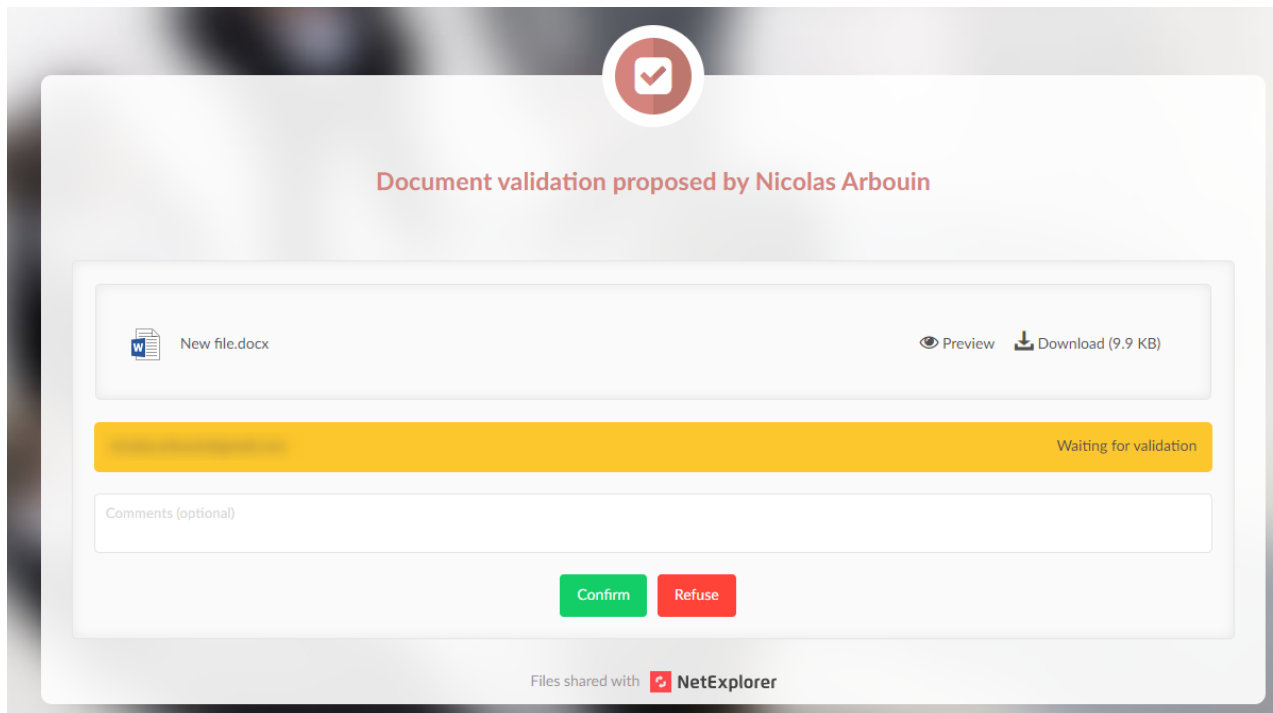 Document validation proposed by Nicolas Arbouin
W New file.docx Preview Download (9.9 KB)
Waiting for validation
Comments (optional)
Confirm Refuse
Files shared with NetExplorer